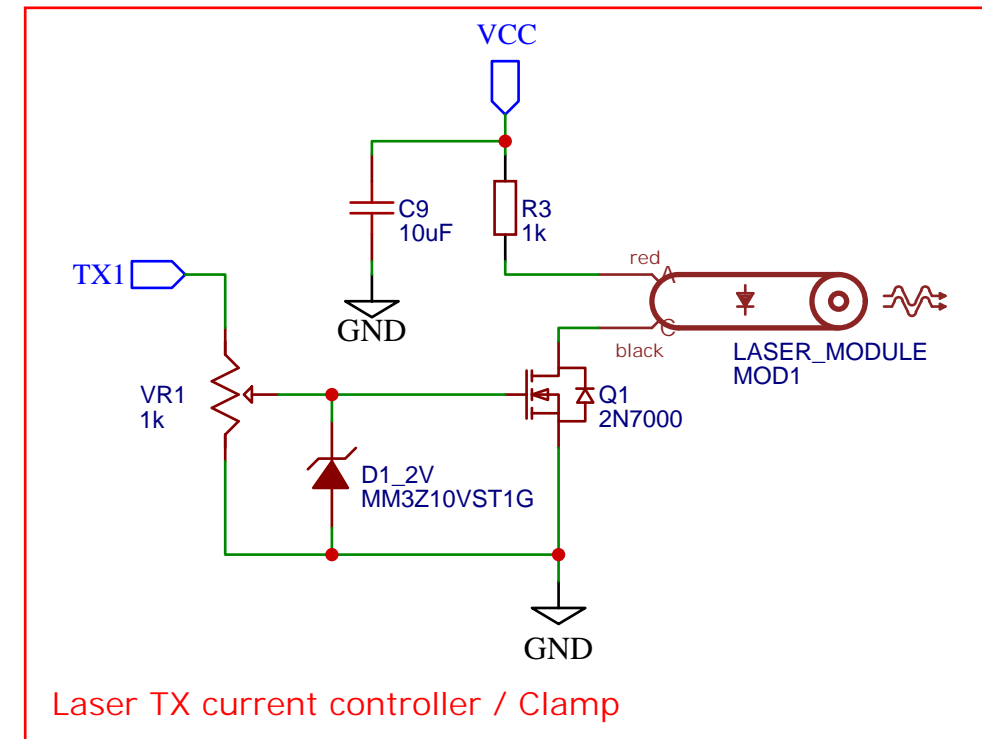 VCC
C9
10uF
R3
1k
red
A
TX1
GND
C
black
LASER_MODULE
MOD1
VR1
1k
Q1
2N7000
D1_2V
MM3Z10VST1G
GND
Laser TX current controller / Clamp